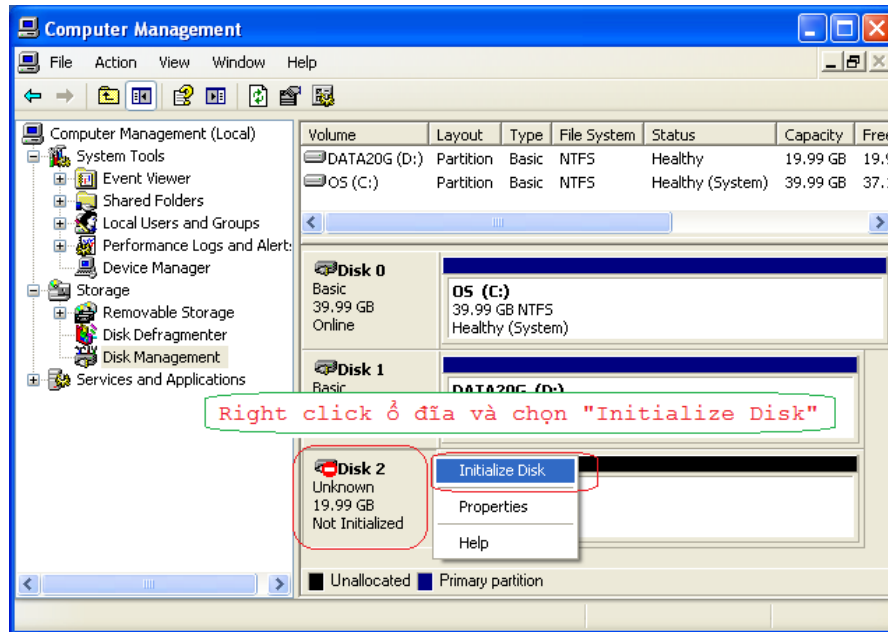 Computer Management
File Action View Window Help
Computer Management (Local)
System Tools
Event Viewer
Shared Folders
Local Users and Groups
Performance Logs and Alert
Device Manager
Storage
Removable Storage
Disk Defragmenter
Disk Management
Services and Applications
Volume Layout Type File System Status Capacity Free
DATA20G (D:) Partition Basic NTFS Healthy 19.99 GB 19.9
OS (C:) Partition Basic NTFS Healthy (System) 39.99 GB 37.
Disk 0
Basic
39.99 GB
Online
OS (C:)
39.99 GB NTFS
Healthy (System)
Disk 1
Basic
DATA20G (D:)
Right click ổ đĩa và chọn "Initialize Disk"
Disk 2
Unknown
19.99 GB
Not Initialized
Initialize Disk
Properties
Help
Unallocated Primary partition